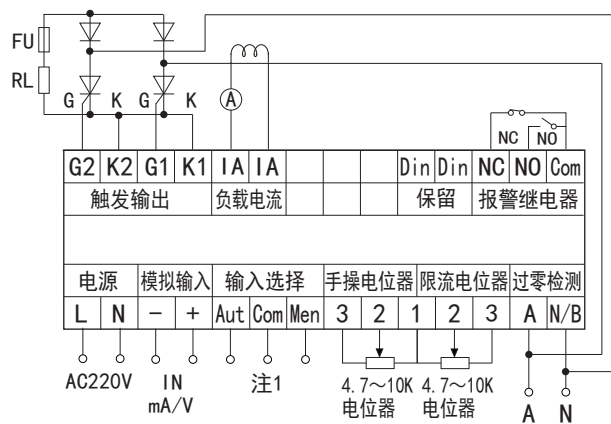 FU
RL
G K G K
A
NC NO
G2 K2 G1 K1 IA IA Din Din NC NO Com
触发输出 负载电流 保留 报警继电器
电源 模拟输入 输入选择 手操电位器 限流电位器 过零检测
L N − + Aut Com Men 3 2 1 2 3 A N/B
AC220V IN 注1 4.7～10K 4.7～10K
mA/V 电位器 电位器 A N